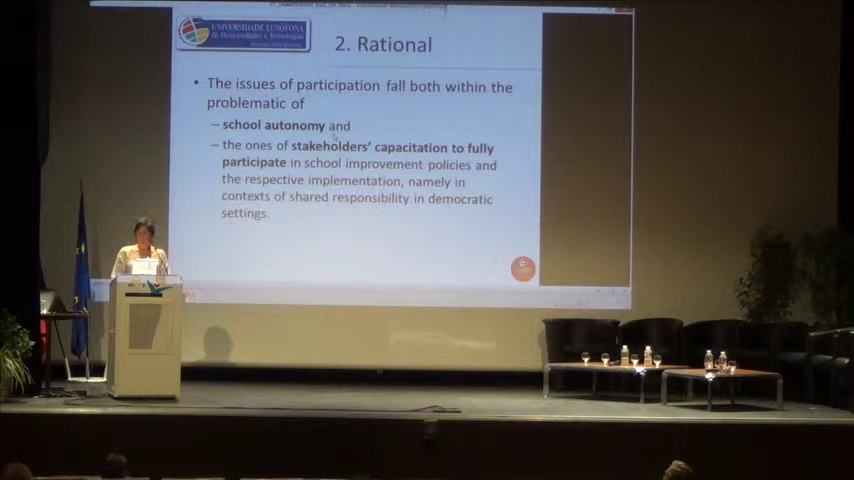 UNIVERSIDADE LUSÓFONA
de Humanidades e Tecnologias
2. Rational
• The issues of participation fall both within the
problematic of
– school autonomy and
– the ones of stakeholders' capacitation to fully
participate in school improvement policies and
the respective implementation, namely in
contexts of shared responsibility in democratic
settings.